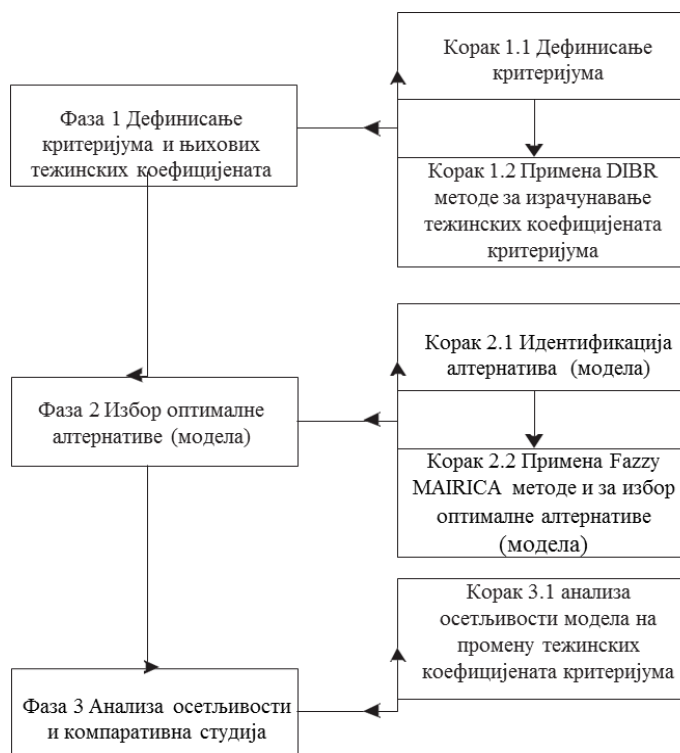 Корак 1.1 Дефинисање
критеријума
Фаза 1 Дефинисање
критеријума и њихових
тежинских коефицијената
Корак 1.2 Примена DIBR
методе за израчунавање
тежинских коефицијената
критеријума
Корак 2.1 Идентификација
алтернатива (модела)
Фаза 2 Избор оптималне
алтернативе (модела)
Корак 2.2 Примена Fazzy
MAIRICA методе и за избор
оптималне алтернативе
(модела)
Корак 3.1 анализа
осетљивости модела на
промену тежинских
коефицијената критеријума
Фаза 3 Анализа осетљивости
и компаративна студија